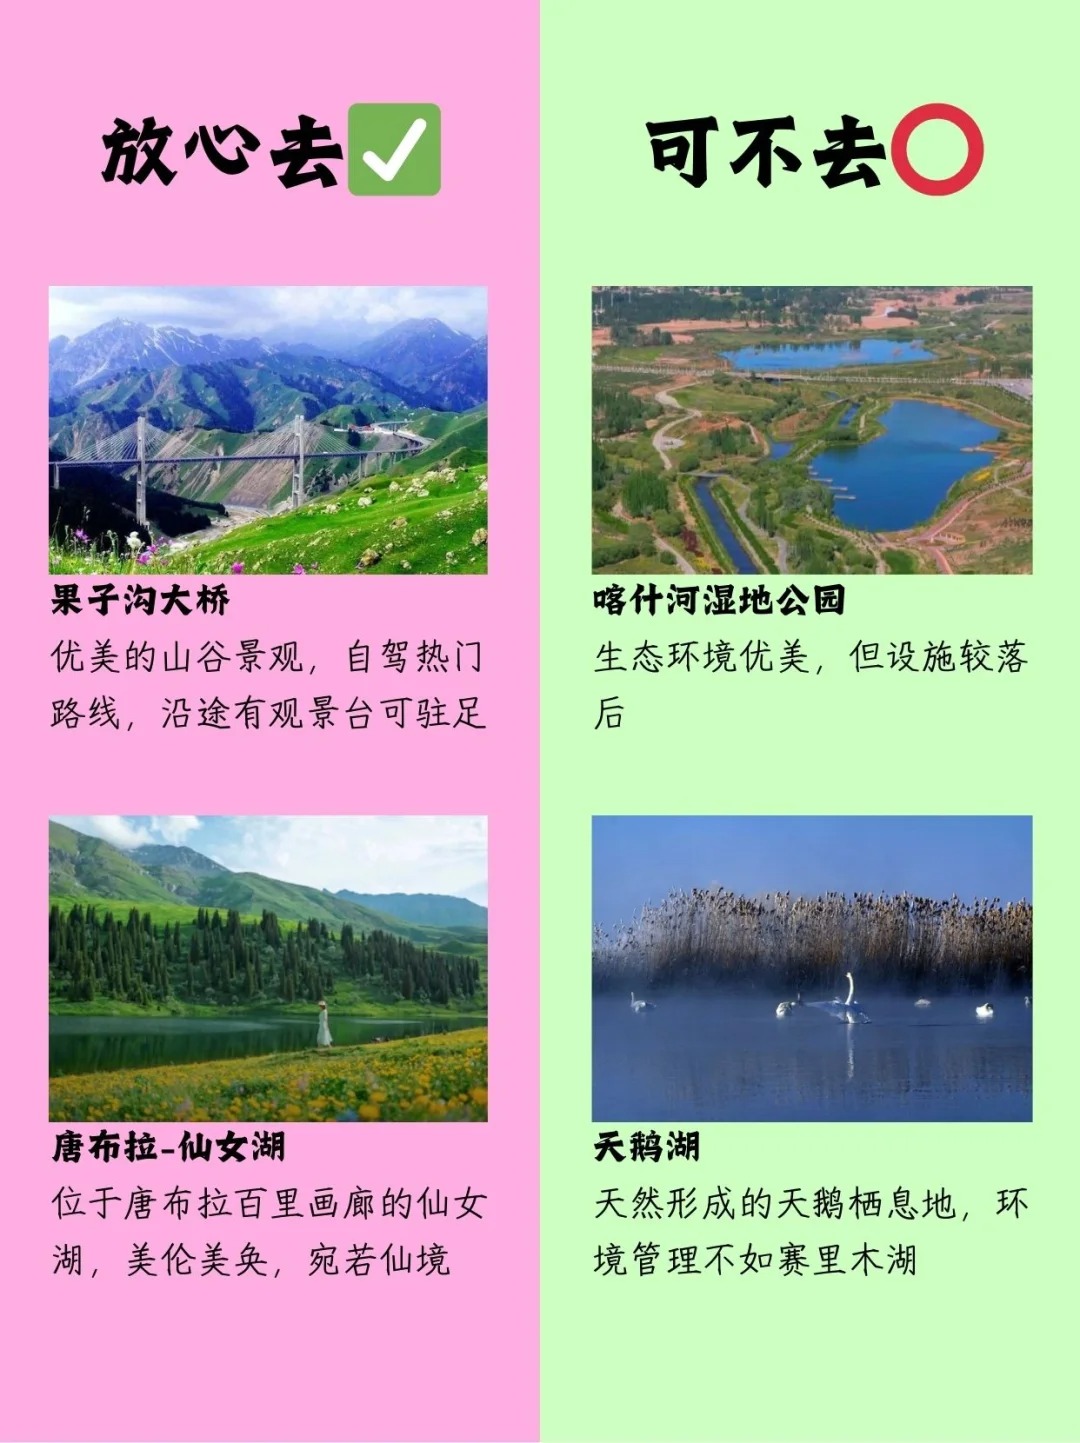 放心去✅
果子沟大桥
优美的山谷景观，自驾热门
路线，沿途有观景台可驻足
唐布拉-仙女湖
位于唐布拉百里画廊的仙女
湖，美伦美奂，宛若仙境
可不去⭕
喀什河湿地公园
生态环境优美，但设施较落
后
天鹅湖
天然形成的天鹅栖息地，环
境管理不如赛里木湖